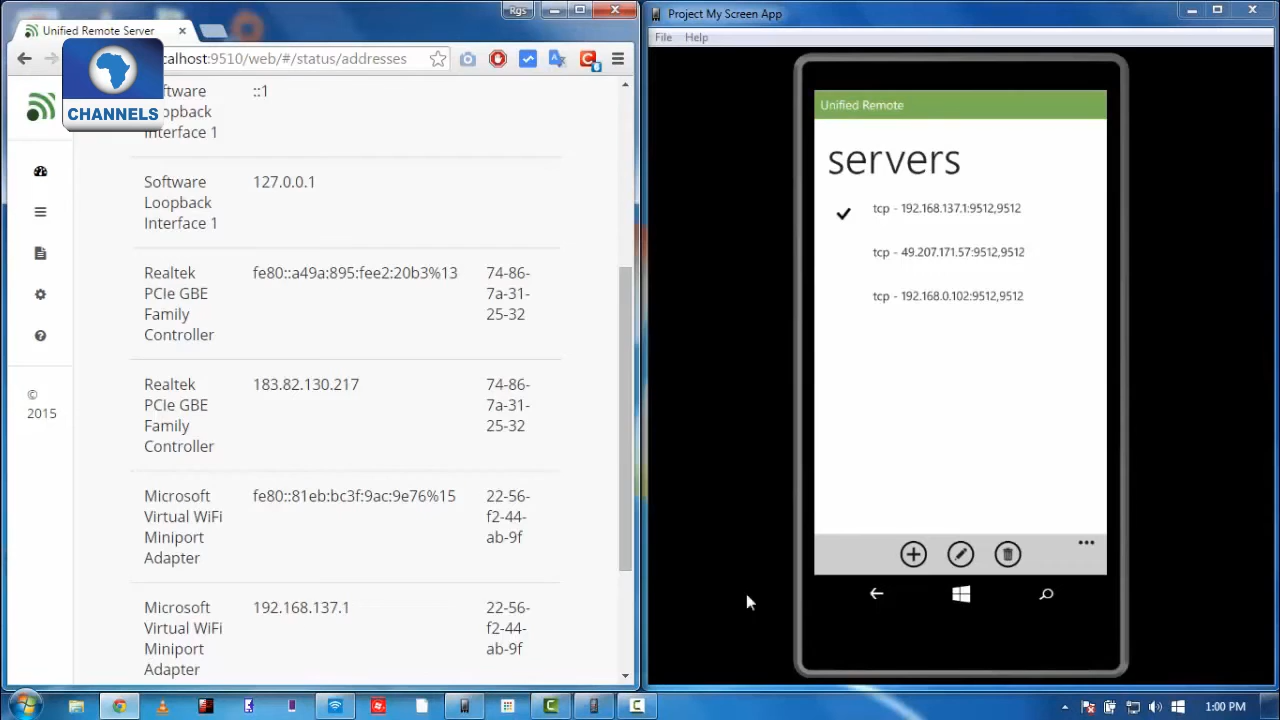 Unified Remote Server
Rgs
calhost:9510/web/#/status/addresses
CHANNELS
ftware
opback
Interface 1
::1
Software
Loopback
Interface 1
127.0.0.1
Realtek
PCIe GBE
Family
Controller
fe80::a49a:895:fee2:20b3%13
74-86-
7a-31-
25-32
Realtek
PCIe GBE
Family
Controller
183.82.130.217
74-86-
7a-31-
25-32
Microsoft
Virtual WiFi
Miniport
Adapter
fe80::81eb:bc3f:9ac:9e76%15
22-56-
f2-44-
ab-9f
Microsoft
Virtual WiFi
Miniport
Adapter
192.168.137.1
22-56-
f2-44-
ab-9f
©
2015
Project My Screen App
File Help
Unified Remote
servers
tcp - 192.168.137.1:9512,9512
tcp - 49.207.171.57:9512,9512
tcp - 192.168.0.102:9512,9512
1:00 PM